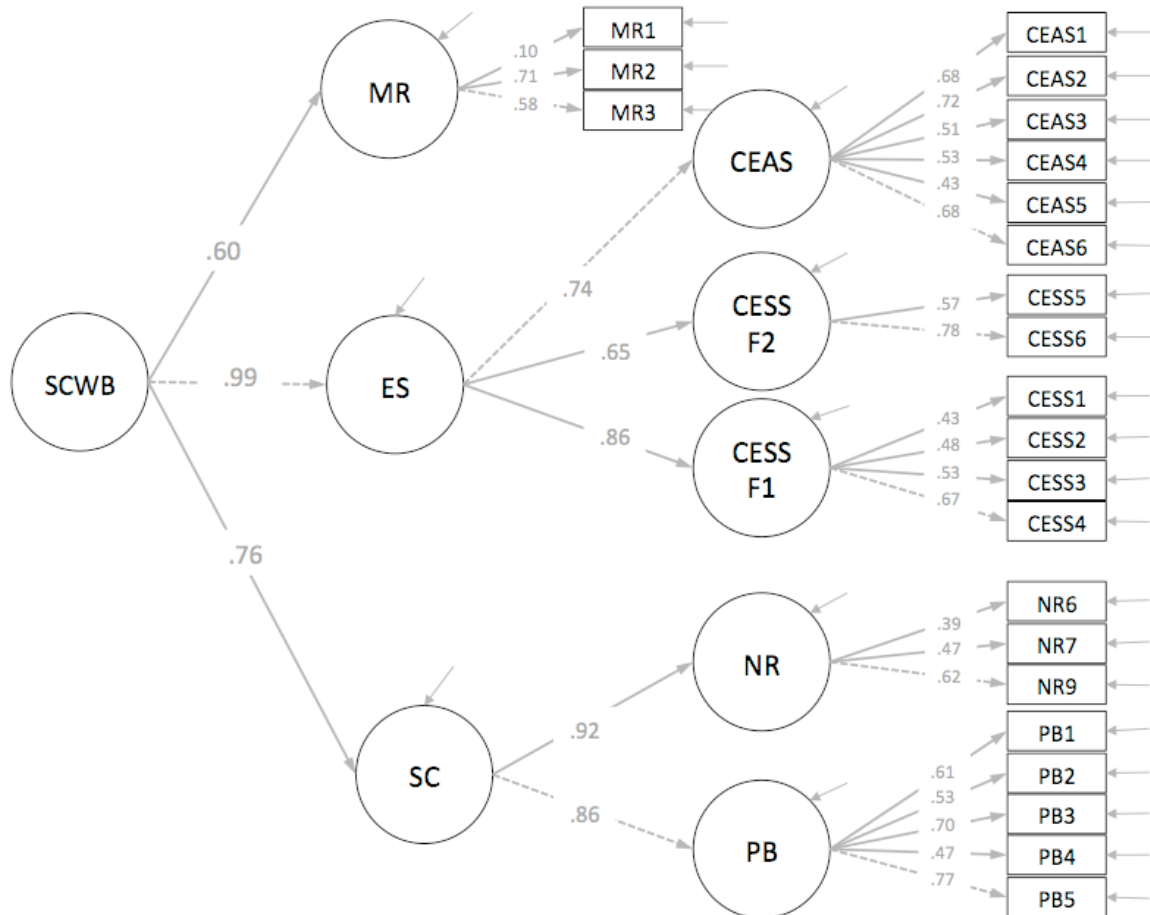 SCWB
.60
.99
.76
MR
.10
.71
.58
MR1
MR2
MR3
ES
.74
.65
.86
CEAS
.68
.72
.51
.53
.43
.68
CEAS1
CEAS2
CEAS3
CEAS4
CEAS5
CEAS6
CESS
F2
.57
.78
CESS5
CESS6
CESS
F1
.43
.48
.53
.67
CESS1
CESS2
CESS3
CESS4
SC
.92
.86
NR
.39
.47
.62
NR6
NR7
NR9
PB
.61
.53
.70
.47
.77
PB1
PB2
PB3
PB4
PB5